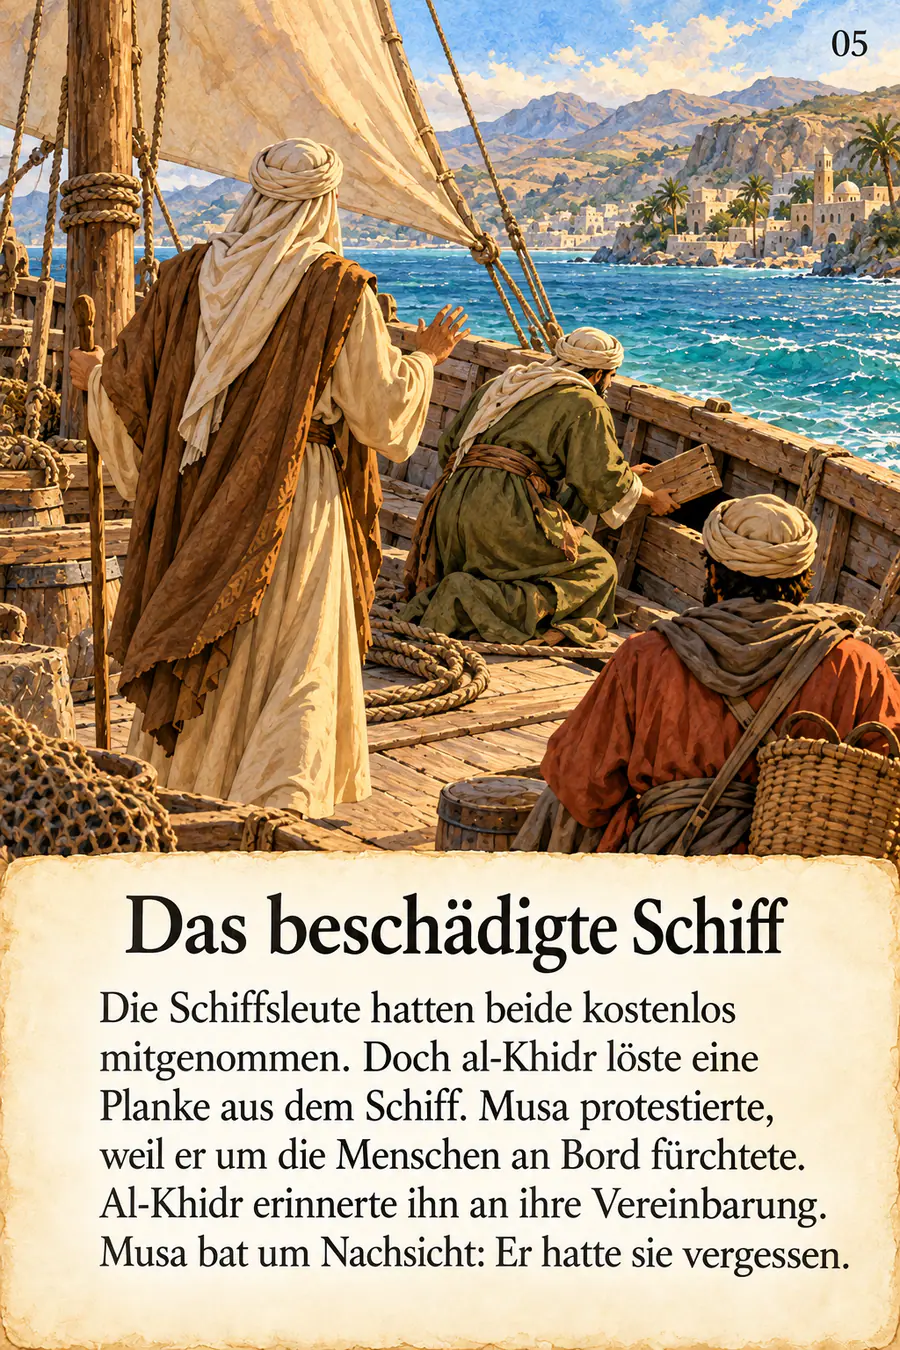 05
Das beschädigte Schiff
Die Schiffsleute hatten beide kostenlos
mitgenommen. Doch al-Khidr löste eine
Planke aus dem Schiff. Musa protestierte,
weil er um die Menschen an Bord fürchtete.
Al-Khidr erinnerte ihn an ihre Vereinbarung.
Musa bat um Nachsicht: Er hatte sie vergessen.